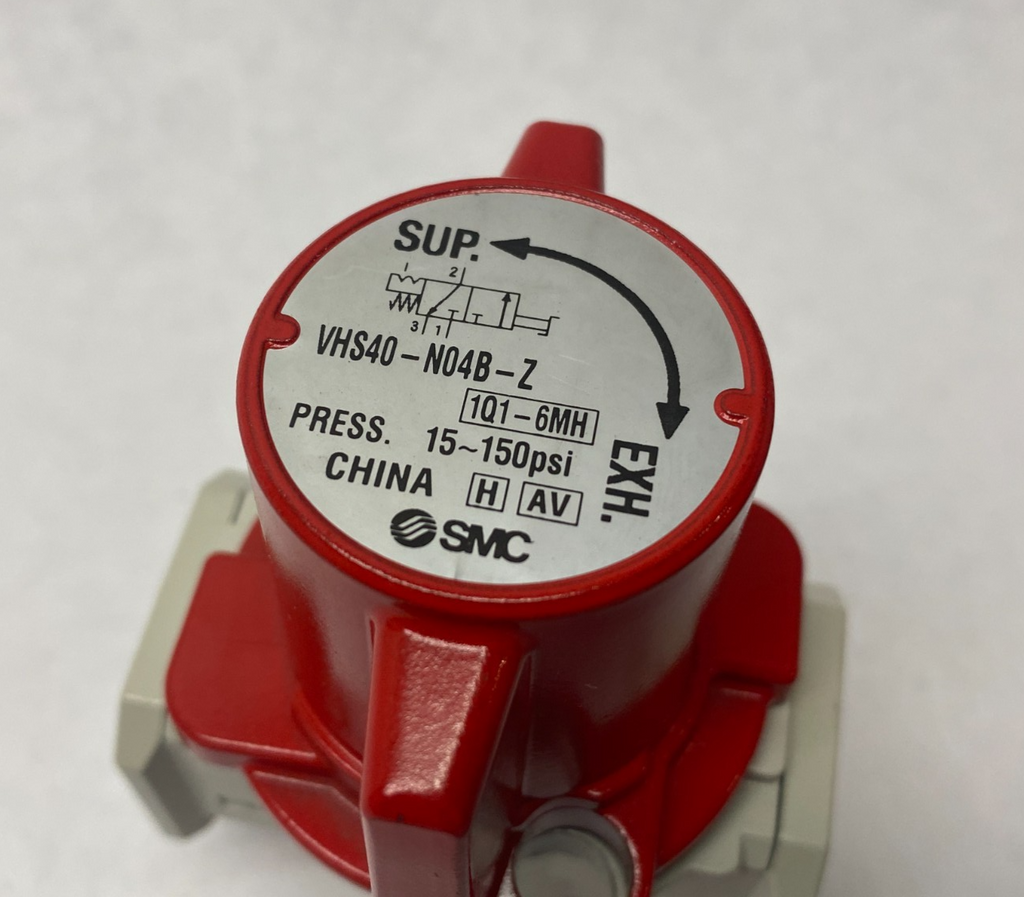 SUP.
2
3 1
VHS40-N04B-Z
1Q1-6MH
PRESS. 15~150psi
CHINA H AV
SMC
EXH.